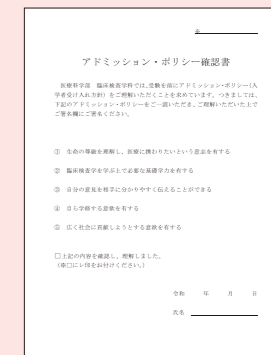 ※
アドミッション・ポリシー確認書
医療科学部 臨床検査学科では、受験を前にアドミッション・ポリシー(入
学者受け入れ方針)をご理解いただくことを求めています。つきましては、
下記のアドミッション・ポリシーをご一読いただき、ご理解いただいた上で
ご署名欄にご署名ください。
① 生命の尊厳を理解し、医療に携わりたいという意志を有する
② 臨床検査学を学ぶ上で必要な基礎学力を有する
③ 自分の意見を相手に分かりやすく伝えることができる
④ 自ら学修する意欲を有する
⑤ 広く社会に貢献しようとする意欲を有する
□上記の内容を確認し、理解しました。
(※□にレ印をお付けください。)
令和 年 月 日
氏名